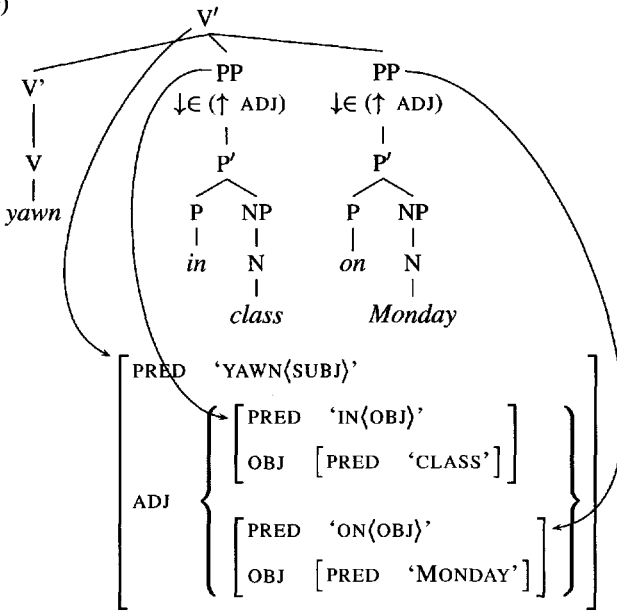 )
V′
V’ PP PP
↓∈ (↑ ADJ) ↓∈ (↑ ADJ)
P′ P′
V P NP P NP
yawn in N on N
class Monday
PRED ‘YAWN⟨SUBJ⟩’
PRED ‘IN⟨OBJ⟩’
OBJ [PRED ‘CLASS’]
ADJ
PRED ‘ON⟨OBJ⟩’
OBJ [PRED ‘MONDAY’]